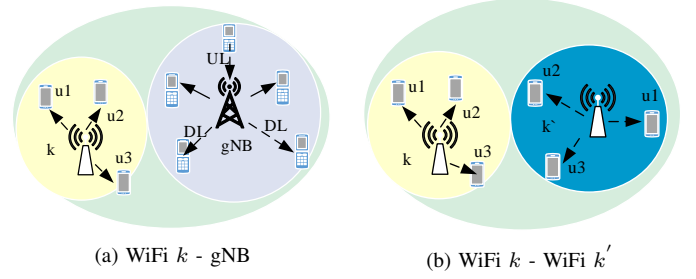 UL
u1
u2
k
u3
DL
DL
gNB
(a) WiFi k - gNB
u1
u2
k
u3
u2
u1
k`
u3
(b) WiFi k - WiFi k′